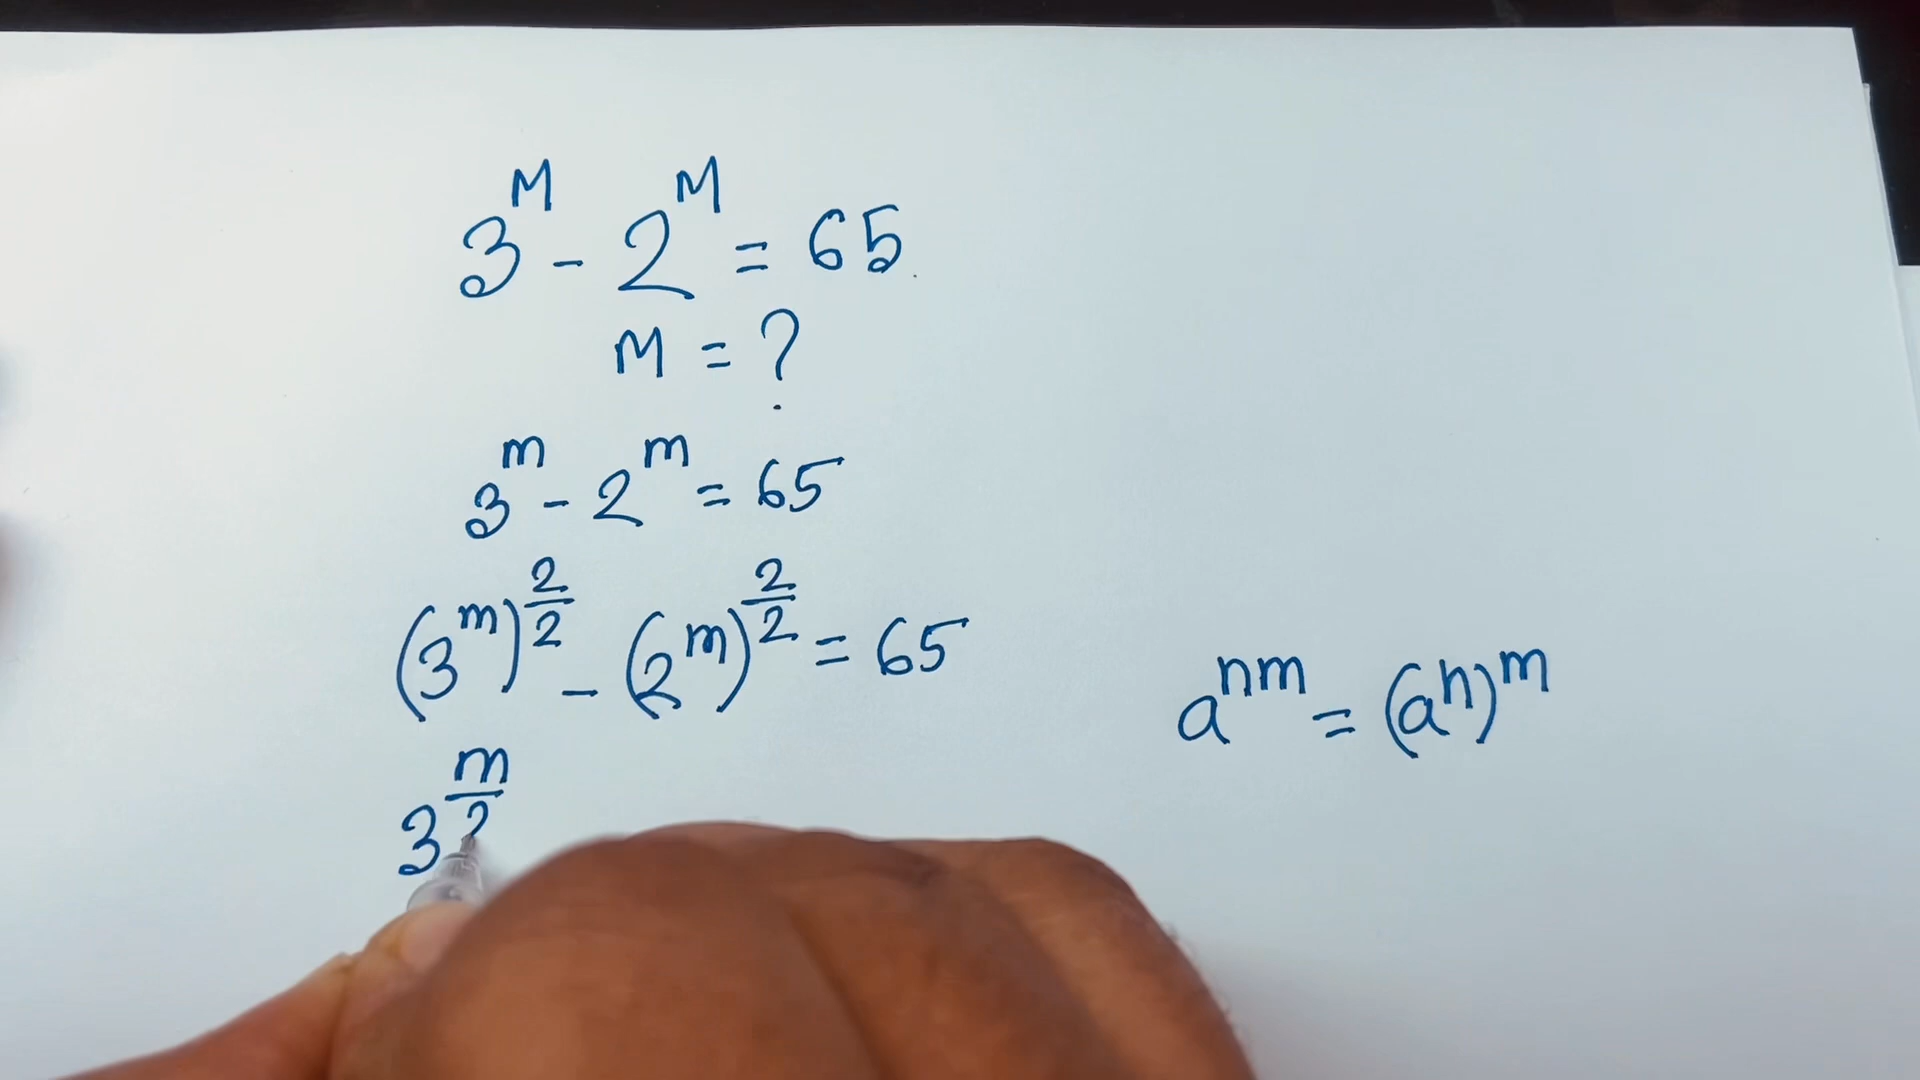 3^M - 2^M = 65.
M = ?
3^m - 2^m = 65
(3^m)^{2/2} - (2^m)^{2/2} = 65
a^{nm} = (a^n)^m
3^{m/2}